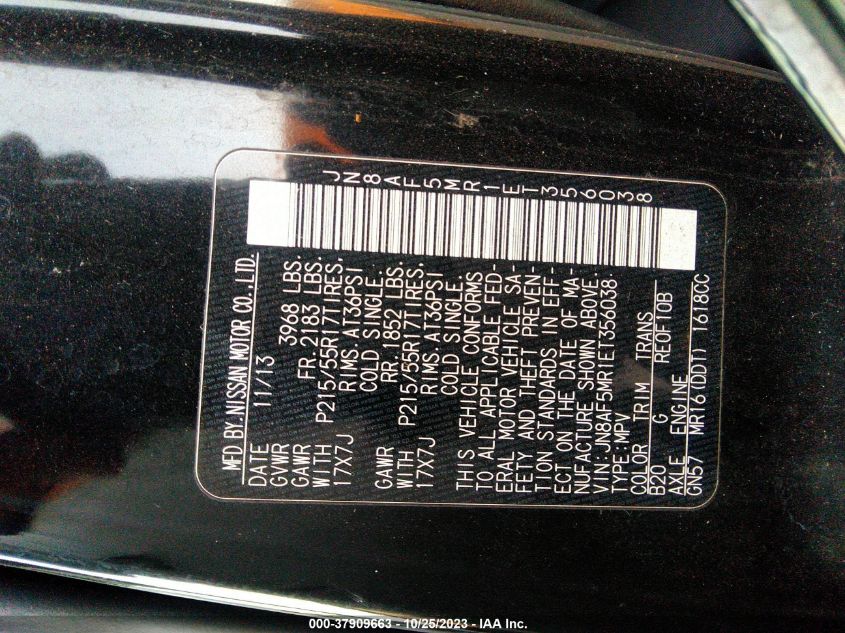 JN8AF5MR1ET356038
MFD BY NISSAN MOTOR CO.,LTD.
DATE 11/13
GVWR 3968 LBS.
GAWR FR.2183 LBS.
WITH P215/55R17TIRES,
17X7J RIMS.AT36PSI
COLD SINGLE.
GAWR RR.1852 LBS.
WITH P215/55R17TIRES,
17X7J RIMS.AT36PSI
COLD SINGLE.
THIS VEHICLE CONFORMS
TO ALL APPLICABLE FED-
ERAL MOTOR VEHICLE SA-
FETY AND THEFT PREVEN-
TION STANDARDS IN EFF-
ECT ON THE DATE OF MA-
NUFACTURE SHOWN ABOVE.
VIN:JN8AF5MR1ET356038
TYPE:MPV
COLOR TRIM TRANS
B20 G RE0FT0B
AXLE ENGINE
GN57 MR16(DDT) 1618CC
000-37909663 - 10/25/2023 - IAA Inc.